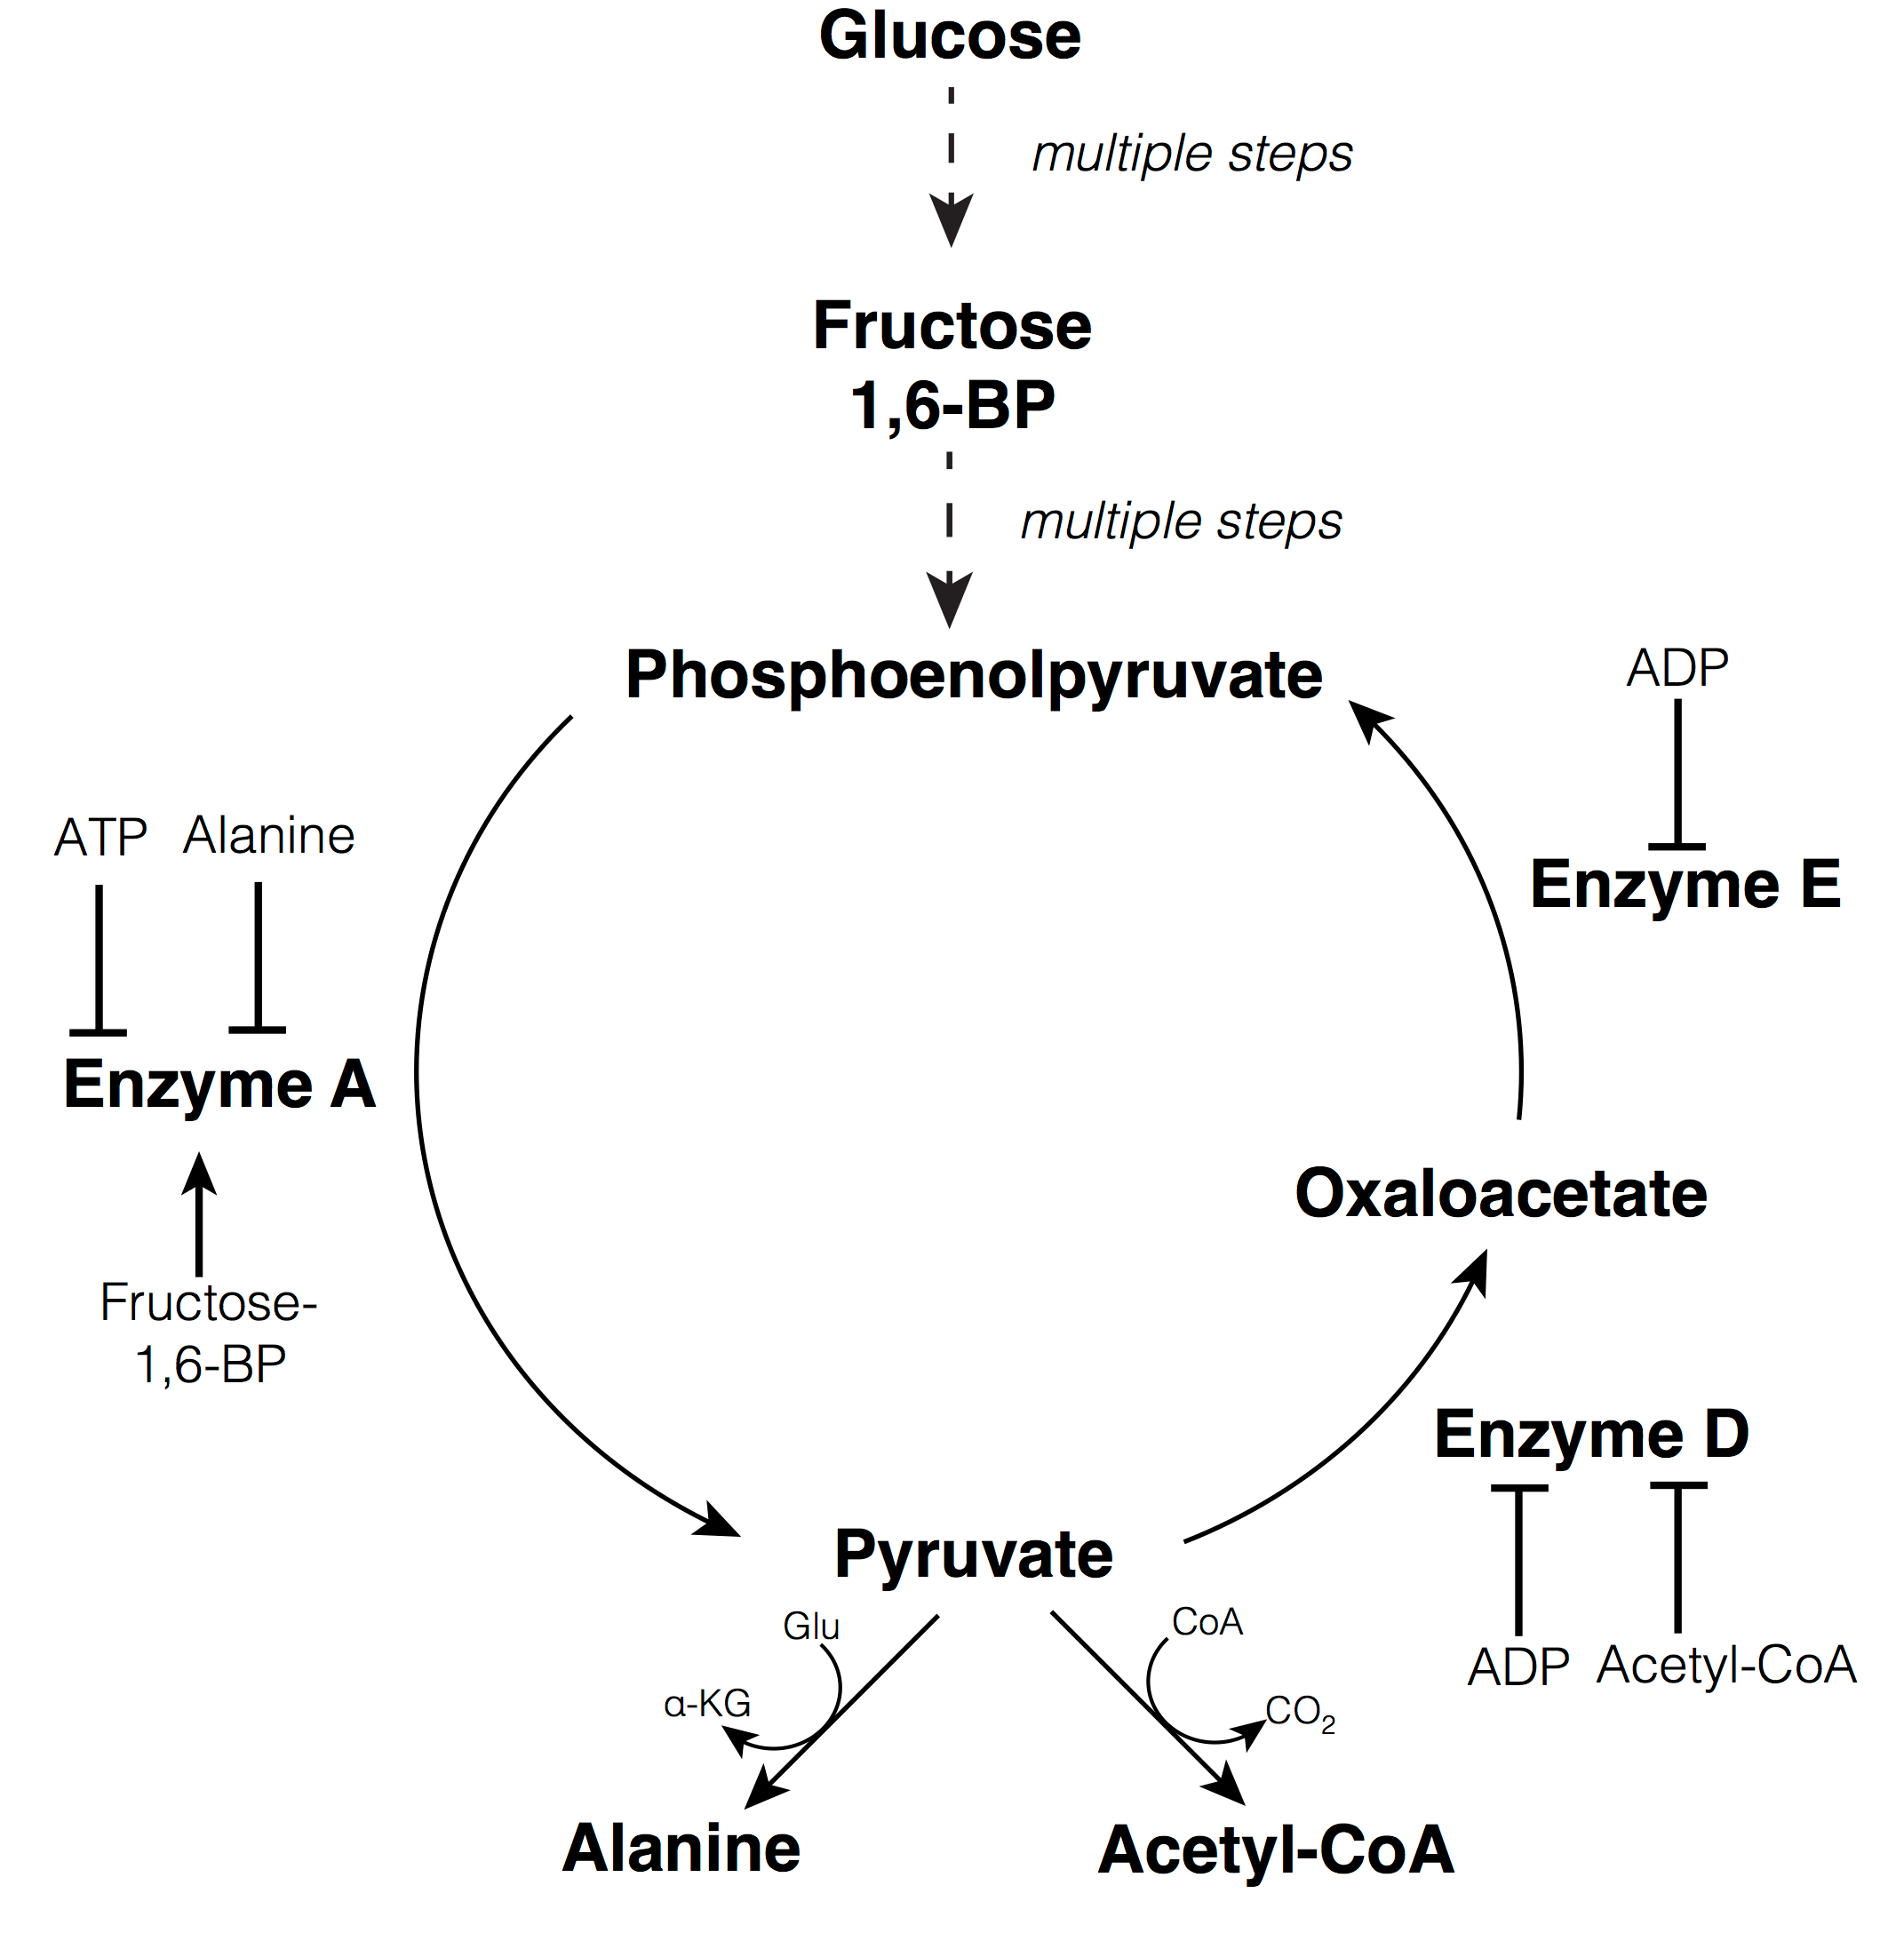 Glucose
multiple steps
Fructose
1,6-BP
multiple steps
Phosphoenolpyruvate
ADP
Enzyme E
ATP
Alanine
Enzyme A
Fructose-
1,6-BP
Oxaloacetate
Enzyme D
ADP
Acetyl-CoA
Pyruvate
Glu
α-KG
CoA
CO₂
Alanine
Acetyl-CoA